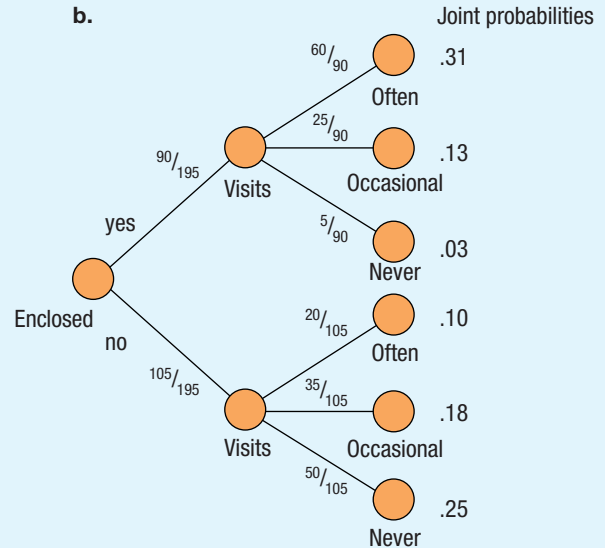 b.
Joint probabilities
60/90
.31
Often
25/90
.13
90/195
Visits
Occasional
yes
5/90
.03
Never
Enclosed
20/105
.10
no
Often
105/195
35/105
.18
Visits
Occasional
50/105
.25
Never